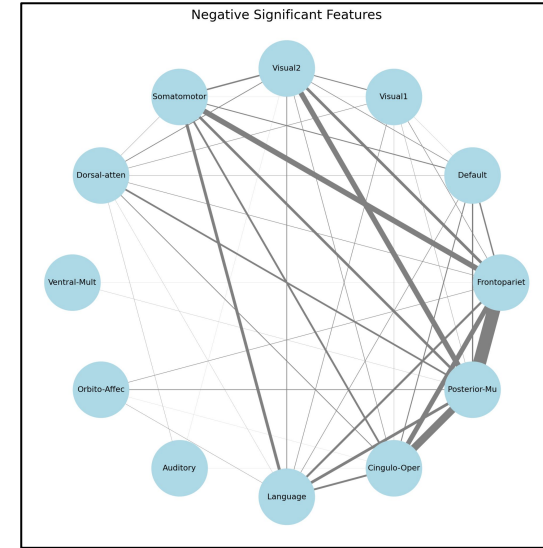 Negative Significant Features
Visual2
Somatomotor
Visual1
Dorsal-atten
Default
Ventral-Mult
Frontopariet
Orbito-Affec
Posterior-Mu
Auditory
Cingulo-Oper
Language